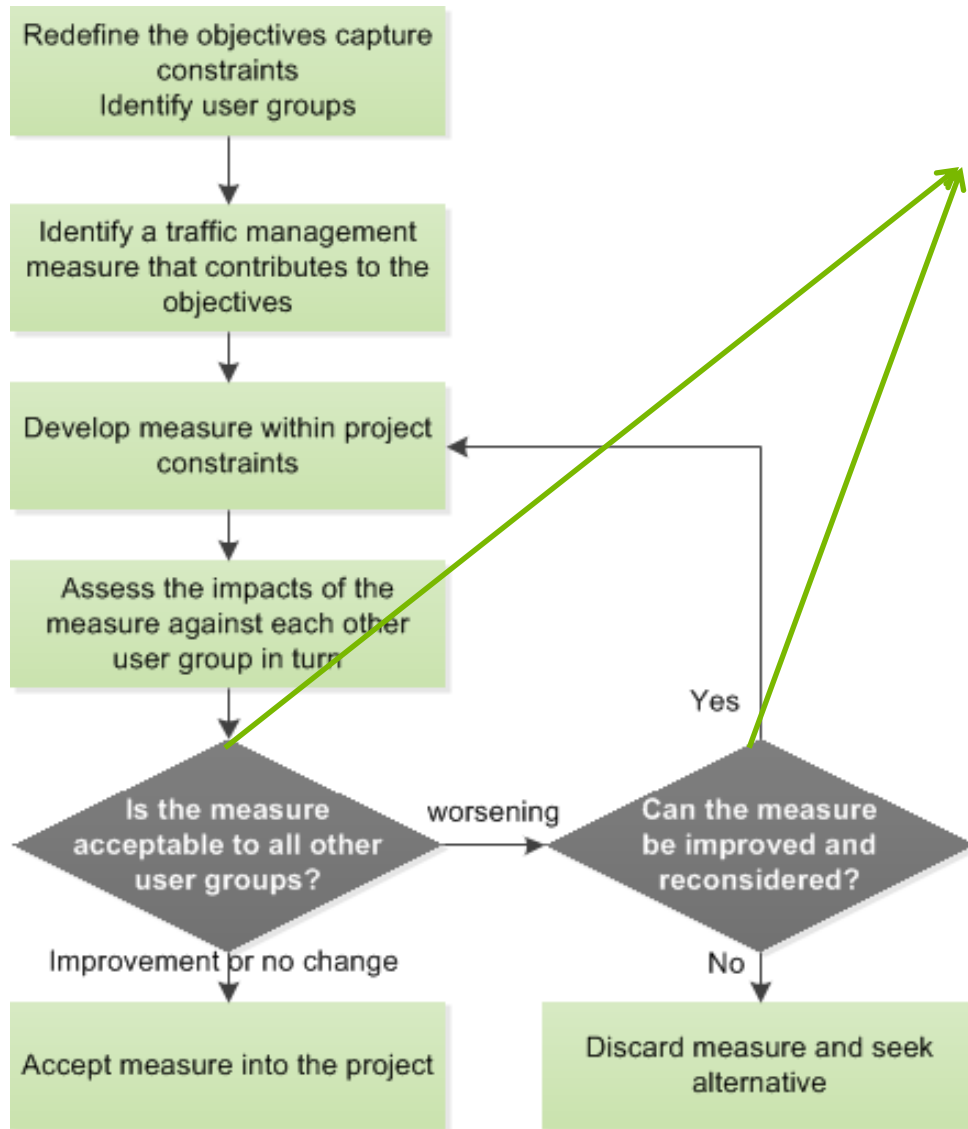 Redefine the objectives capture
constraints
Identify user groups
Identify a traffic management
measure that contributes to the
objectives
Develop measure within project
constraints
Assess the impacts of the
measure against each other
user group in turn
Yes
Is the measure
acceptable to all other
user groups?
worsening
Can the measure
be improved and
reconsidered?
Improvement or no change
No
Accept measure into the project
Discard measure and seek
alternative